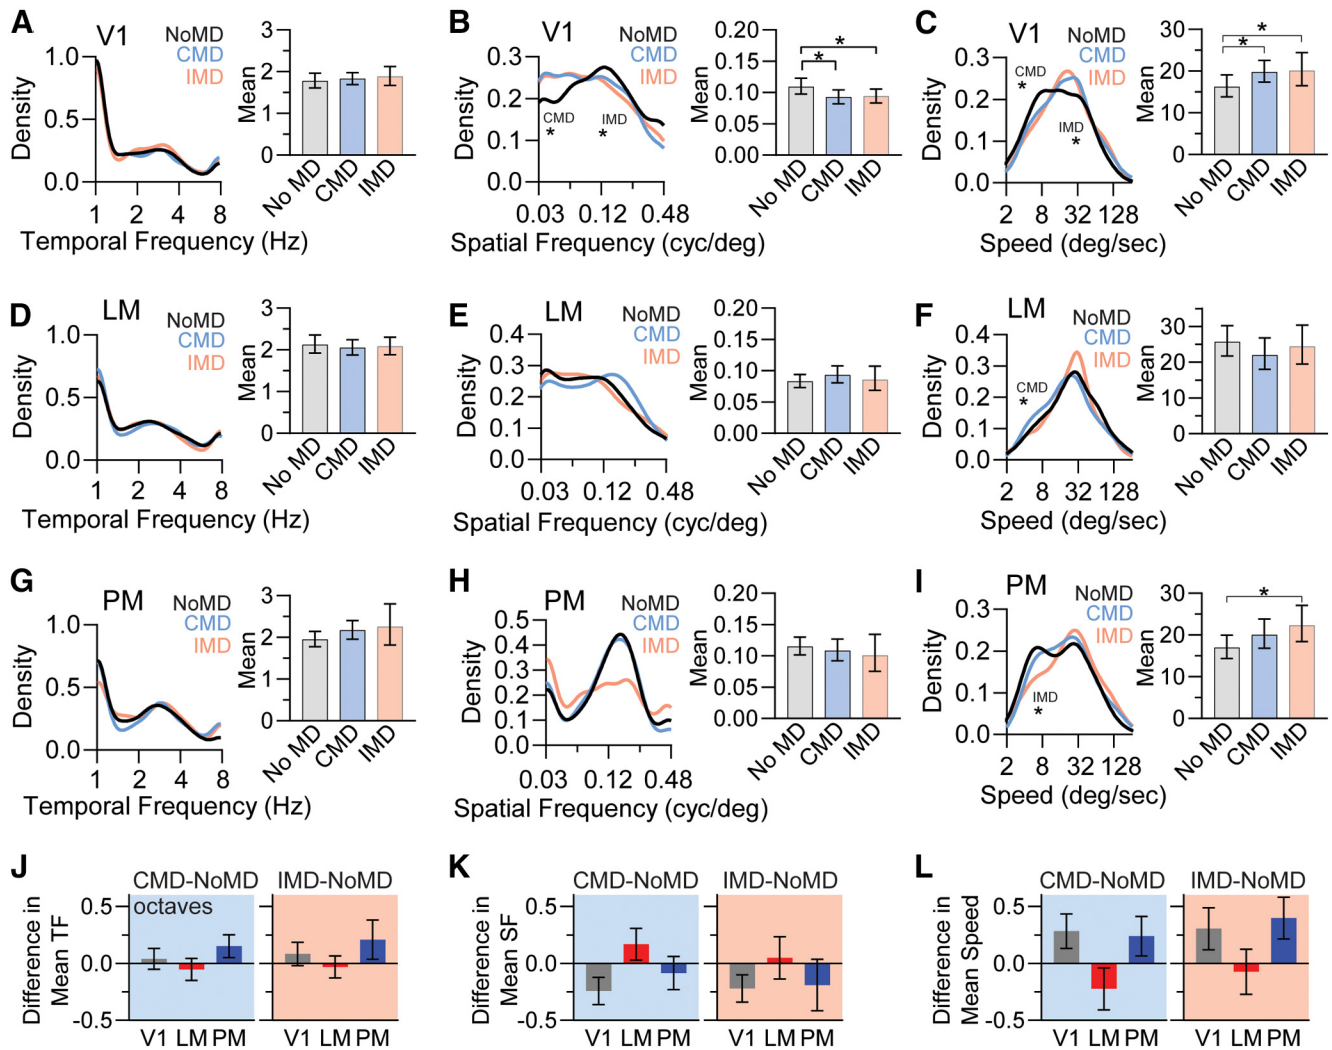 A
V1
NoMD
CMD
IMD
Density
1.0
0.5
0.0
1 2 4 8
Temporal Frequency (Hz)
Mean
3
2
1
0
No MD CMD IMD
B
V1
NoMD
CMD
IMD
Density
0.3
0.2
0.1
0.0
CMD
*
IMD
*
0.03 0.12 0.48
Spatial Frequency (cyc/deg)
Mean
0.20
0.15
0.10
0.05
0.00
*
*
No MD CMD IMD
C
V1
NoMD
CMD
IMD
Density
0.3
0.2
0.1
0.0
CMD
*
IMD
*
2 8 32 128
Speed (deg/sec)
Mean
30
20
10
0
*
*
No MD CMD IMD
D
LM
NoMD
CMD
IMD
Density
1.0
0.5
0.0
1 2 4 8
Temporal Frequency (Hz)
Mean
3
2
1
0
No MD CMD IMD
E
LM
NoMD
CMD
IMD
Density
0.4
0.3
0.2
0.1
0.0
0.03 0.12 0.48
Spatial Frequency (cyc/deg)
Mean
0.20
0.15
0.10
0.05
0.00
No MD CMD IMD
F
LM
NoMD
CMD
IMD
Density
0.4
0.3
0.2
0.1
0.0
CMD
*
2 8 32 128
Speed (deg/sec)
Mean
30
20
10
0
No MD CMD IMD
G
PM
NoMD
CMD
IMD
Density
1.0
0.5
0.0
1 2 4 8
Temporal Frequency (Hz)
Mean
3
2
1
0
No MD CMD IMD
H
PM
NoMD
CMD
IMD
Density
0.5
0.4
0.3
0.2
0.1
0.0
0.03 0.12 0.48
Spatial Frequency (cyc/deg)
Mean
0.20
0.15
0.10
0.05
0.00
No MD CMD IMD
I
PM
NoMD
CMD
IMD
Density
0.3
0.2
0.1
0.0
IMD
*
2 8 32 128
Speed (deg/sec)
Mean
30
20
10
0
*
No MD CMD IMD
J
CMD-NoMD IMD-NoMD
octaves
Difference in
Mean TF
0.5
0.0
-0.5
V1 LM PM V1 LM PM
K
CMD-NoMD IMD-NoMD
Difference in
Mean SF
0.5
0.0
-0.5
V1 LM PM V1 LM PM
L
CMD-NoMD IMD-NoMD
Difference in
Mean Speed
0.5
0.0
-0.5
V1 LM PM V1 LM PM